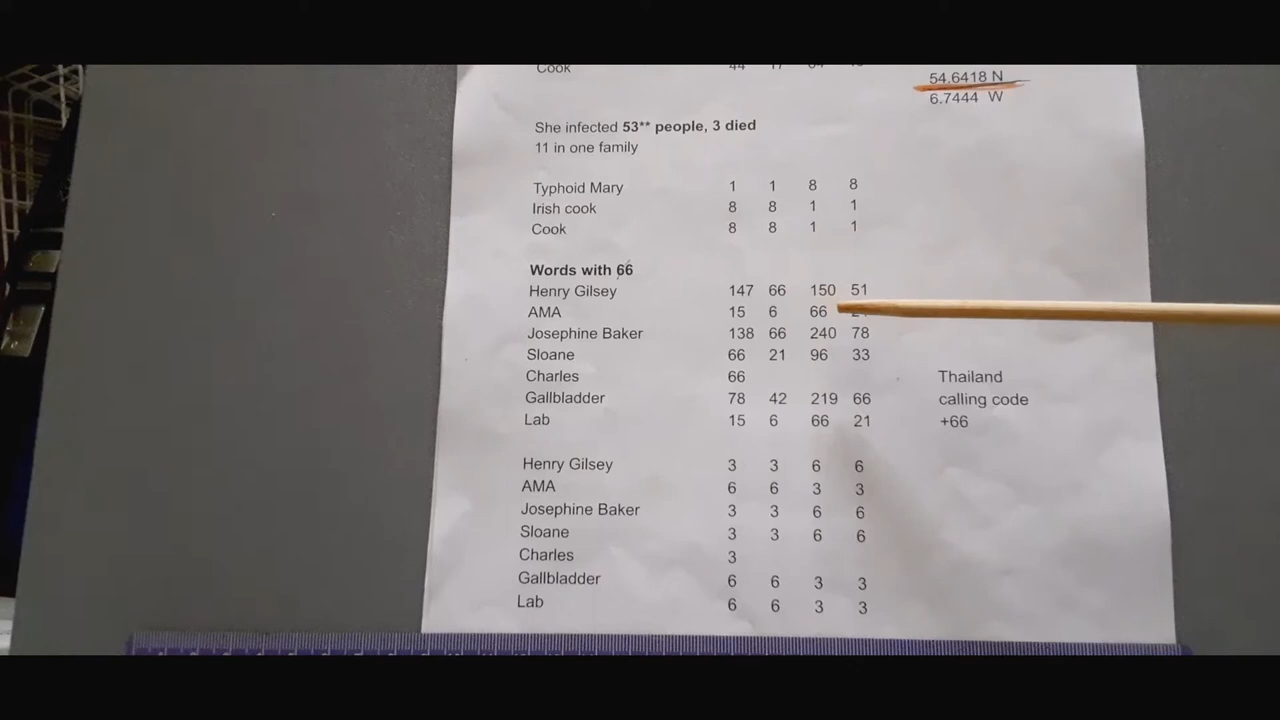 Cook 44 17 64
54.6418 N
6.7444 W
She infected 53** people, 3 died
11 in one family
Typhoid Mary 1 1 8 8
Irish cook 8 8 1 1
Cook 8 8 1 1
Words with 66
Henry Gilsey 147 66 150 51
AMA 15 6 66
Josephine Baker 138 66 240 78
Sloane 66 21 96 33
Charles 66
Thailand
Gallbladder 78 42 219 66
calling code
Lab 15 6 66 21
+66
Henry Gilsey 3 3 6 6
AMA 6 6 3 3
Josephine Baker 3 3 6 6
Sloane 3 3 6 6
Charles 3
Gallbladder 6 6 3 3
Lab 6 6 3 3